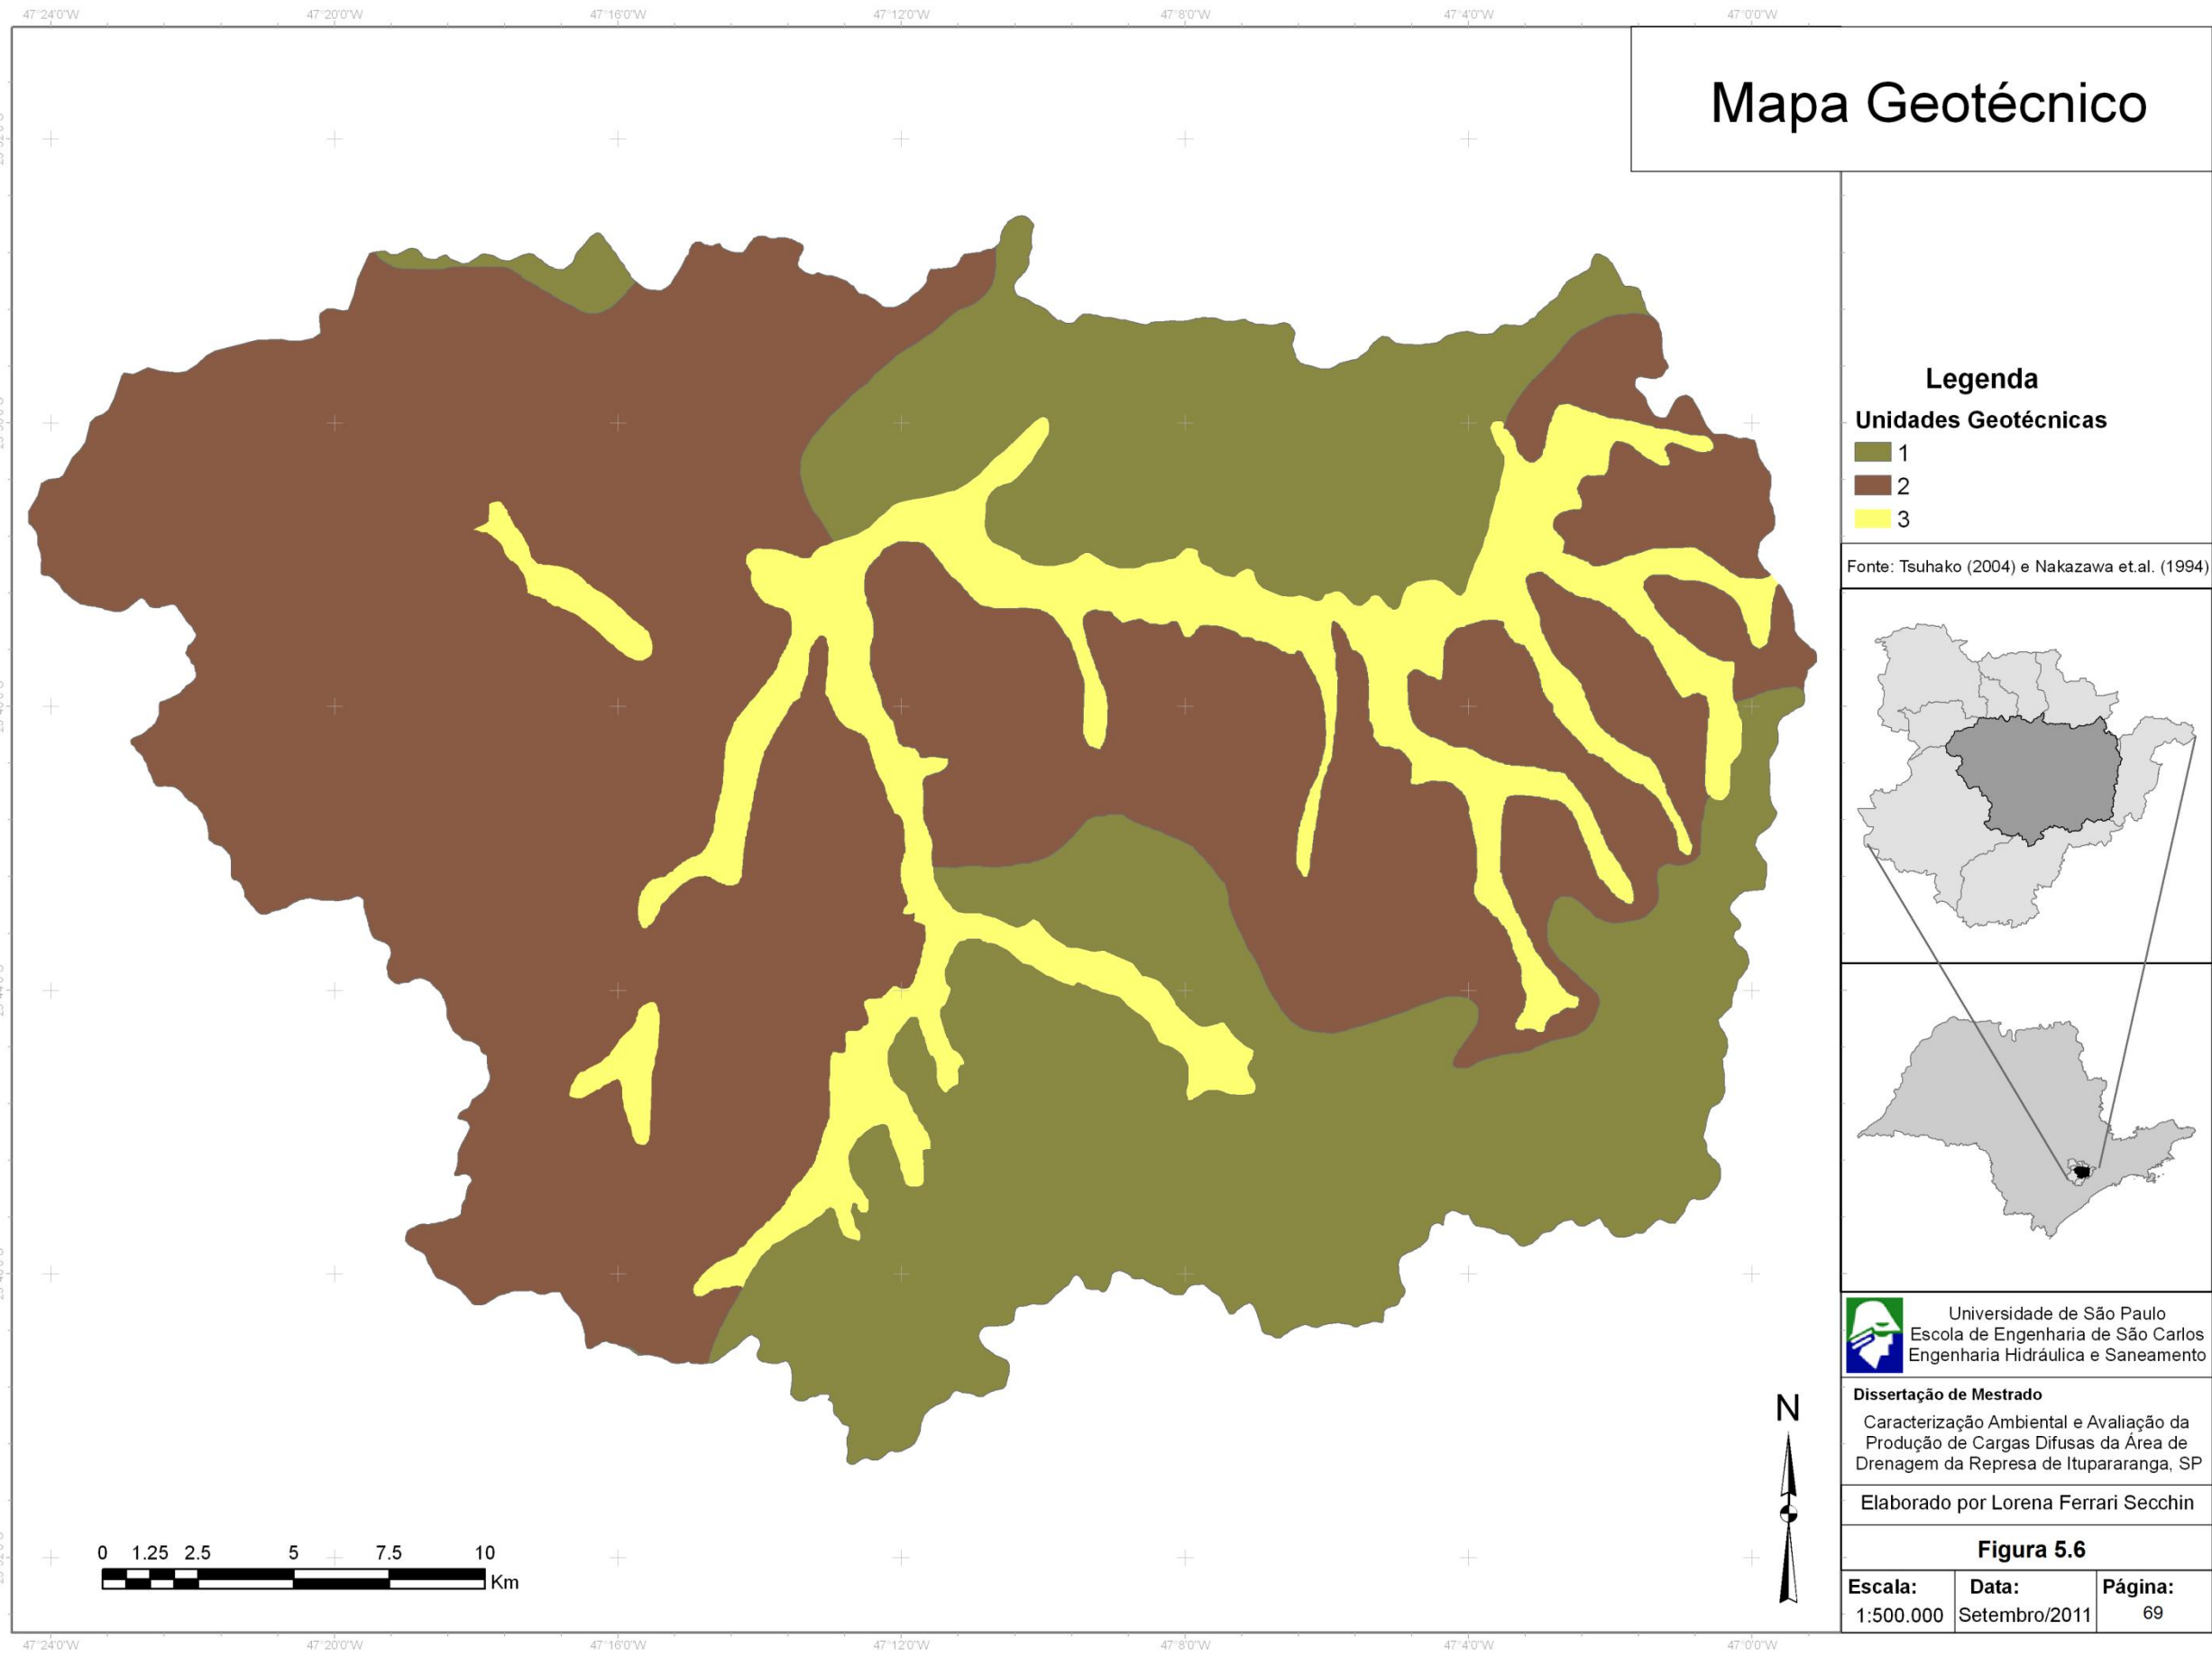 47°24'0"W 47°20'0"W 47°16'0"W 47°12'0"W 47°8'0"W 47°4'0"W 47°0'0"W
Mapa Geotécnico
Legenda
Unidades Geotécnicas
1
2
3
Fonte: Tsuhako (2004) e Nakazawa et.al. (1994)
Universidade de São Paulo
Escola de Engenharia de São Carlos
Engenharia Hidráulica e Saneamento
Dissertação de Mestrado
Caracterização Ambiental e Avaliação da
Produção de Cargas Difusas da Área de
Drenagem da Represa de Itupararanga, SP
Elaborado por Lorena Ferrari Secchin
Figura 5.6
Escala: Data: Página:
1:500.000 Setembro/2011 69
N
0 1.25 2.5 5 7.5 10
Km
47°24'0"W 47°20'0"W 47°16'0"W 47°12'0"W 47°8'0"W 47°4'0"W 47°0'0"W